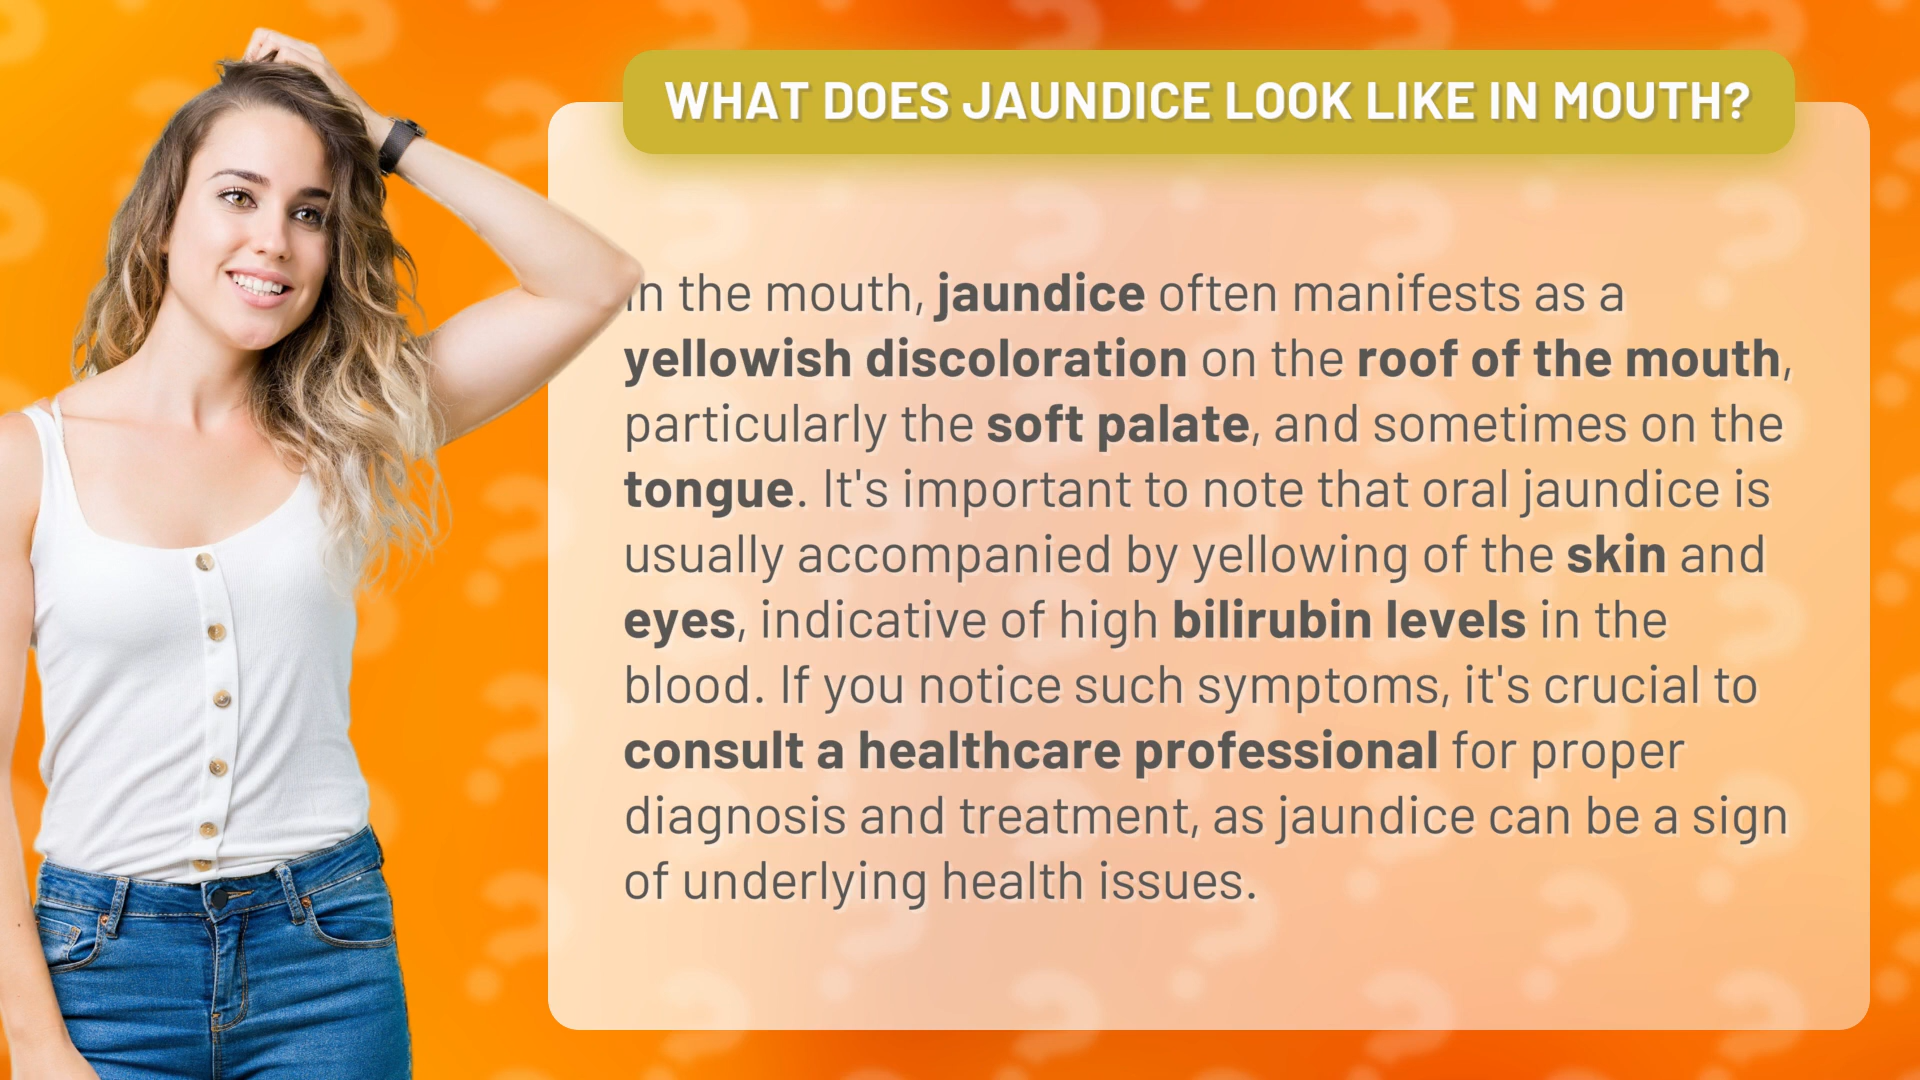 WHAT DOES JAUNDICE LOOK LIKE IN MOUTH?
In the mouth, jaundice often manifests as a
yellowish discoloration on the roof of the mouth,
particularly the soft palate, and sometimes on the
tongue. It's important to note that oral jaundice is
usually accompanied by yellowing of the skin and
eyes, indicative of high bilirubin levels in the
blood. If you notice such symptoms, it's crucial to
consult a healthcare professional for proper
diagnosis and treatment, as jaundice can be a sign
of underlying health issues.